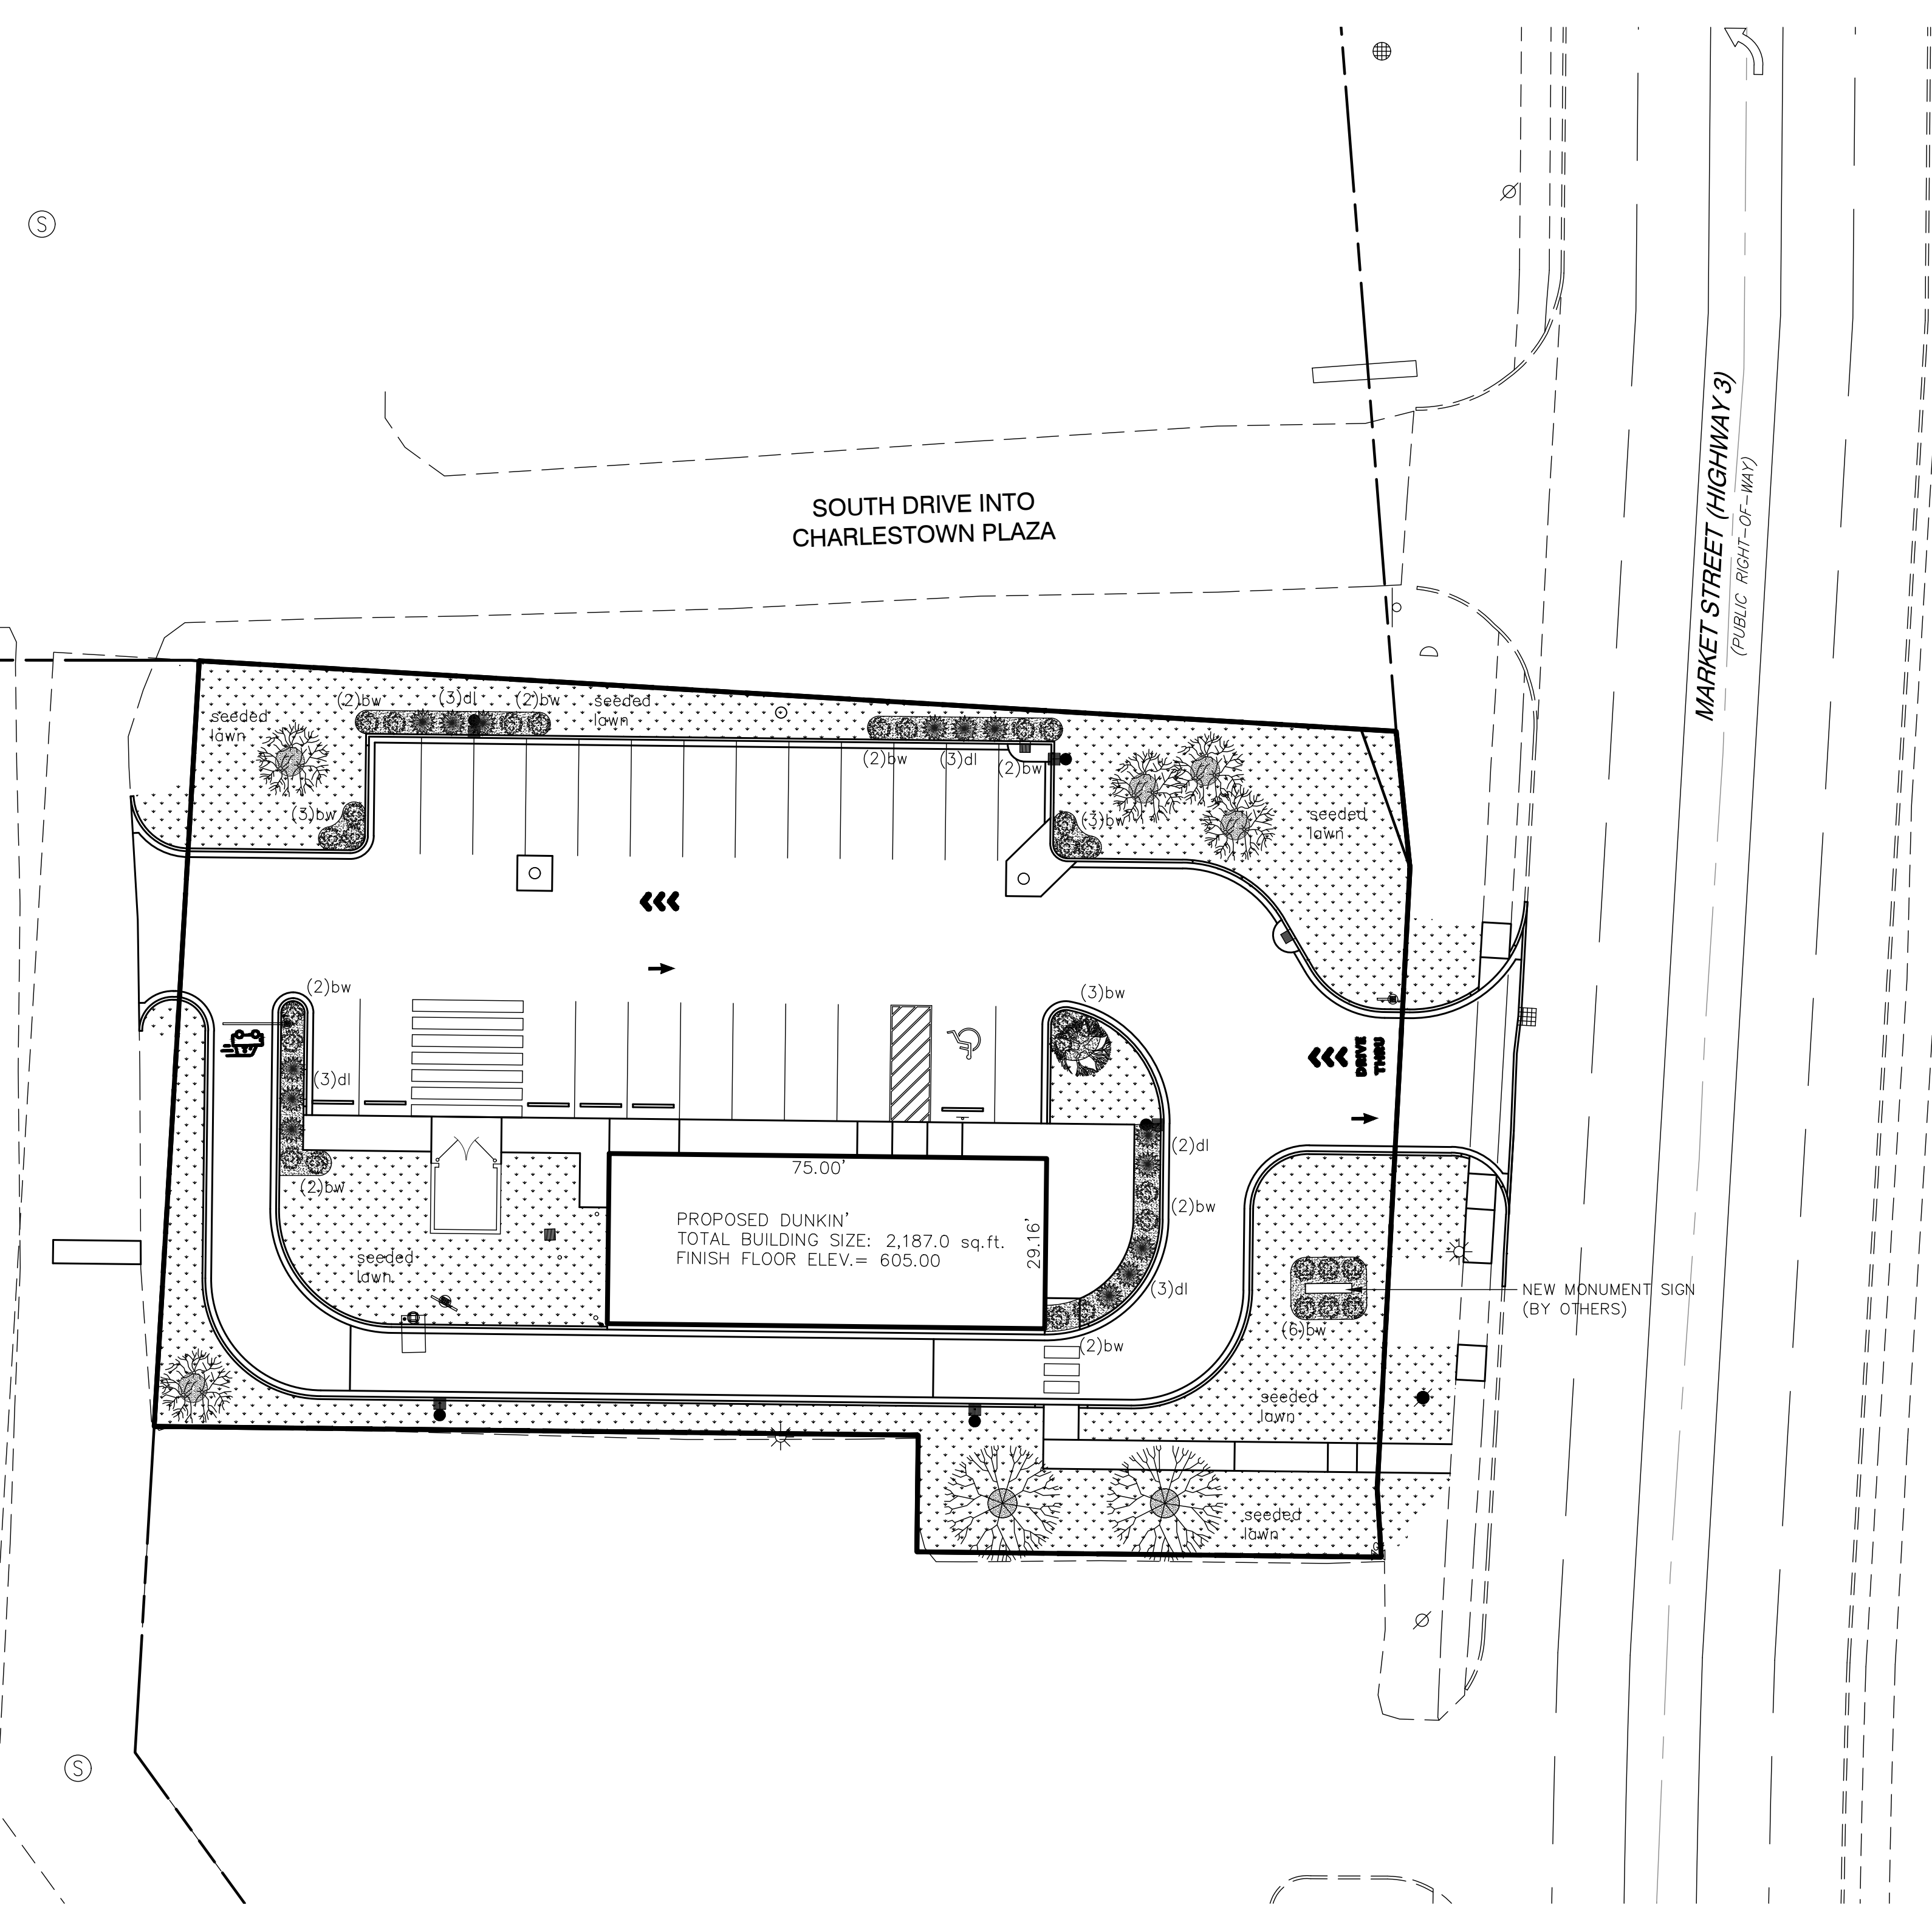 S
SOUTH DRIVE INTO
CHARLESTOWN PLAZA
MARKET STREET (HIGHWAY 3)
(PUBLIC RIGHT-OF-WAY)
(2)bw
(3)dl
(2)bw
seeded
lawn
seeded
lawn
(2)bw
(3)dl
(2)bw
(3)bw
(3)bw
seeded
lawn
(2)bw
(3)bw
DRIVE
THRU
(3)dl
(2)dl
(2)bw
75.00'
(2)bw
PROPOSED DUNKIN'
TOTAL BUILDING SIZE: 2,187.0 sq.ft.
FINISH FLOOR ELEV.= 605.00
29.16'
seeded
lawn
(3)dl
NEW MONUMENT SIGN
(BY OTHERS)
(6)bw
(2)bw
seeded
lawn
seeded
lawn
S